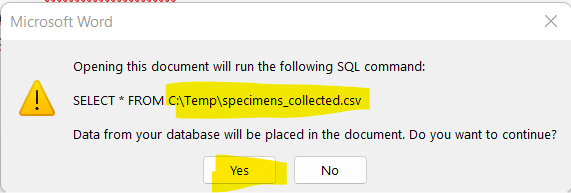 Microsoft Word
Opening this document will run the following SQL command:
SELECT * FROM C:\Temp\specimens_collected.csv
Data from your database will be placed in the document. Do you want to continue?
Yes No